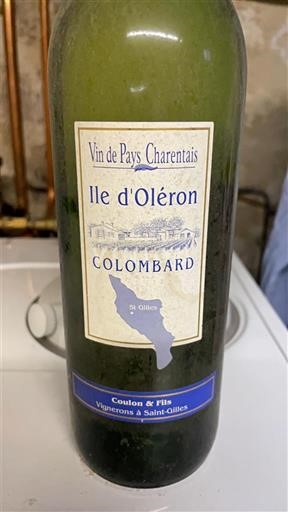 Vin de Pays Charentais
Ile d'Oléron
COLOMBARD
St Gilles
Coulon & Fils
Vignerons à Saint-Gilles